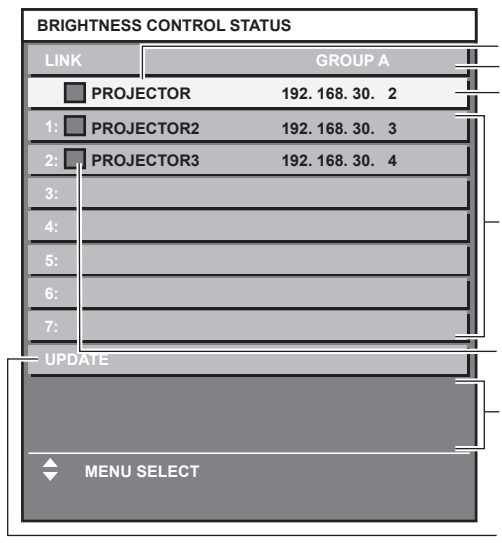 BRIGHTNESS CONTROL STATUS
LINK GROUP A
PROJECTOR 192. 168. 30. 2
1: PROJECTOR2 192. 168. 30. 3
2: PROJECTOR3 192. 168. 30. 4
3:
4:
5:
6:
7:
UPDATE
MENU SELECT